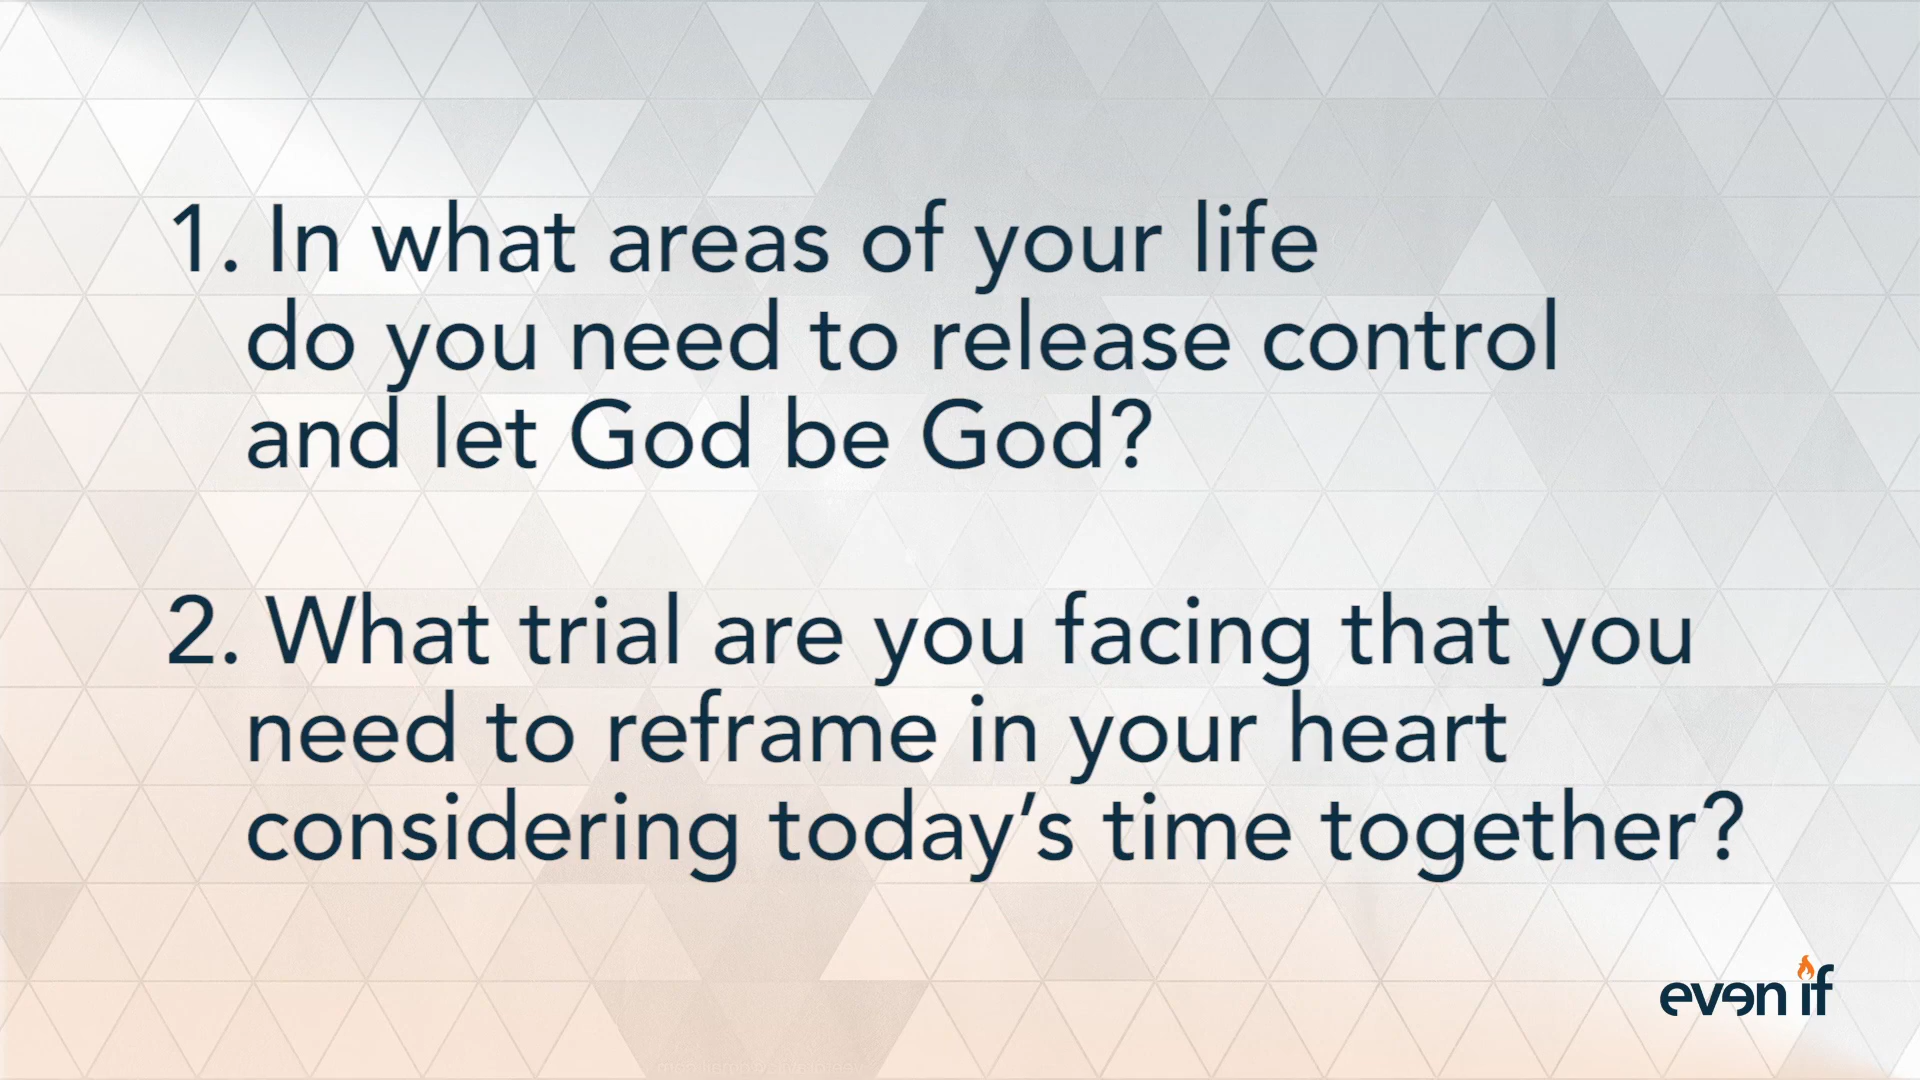 1. In what areas of your life
do you need to release control
and let God be God?
2. What trial are you facing that you
need to reframe in your heart
considering today’s time together?
even if